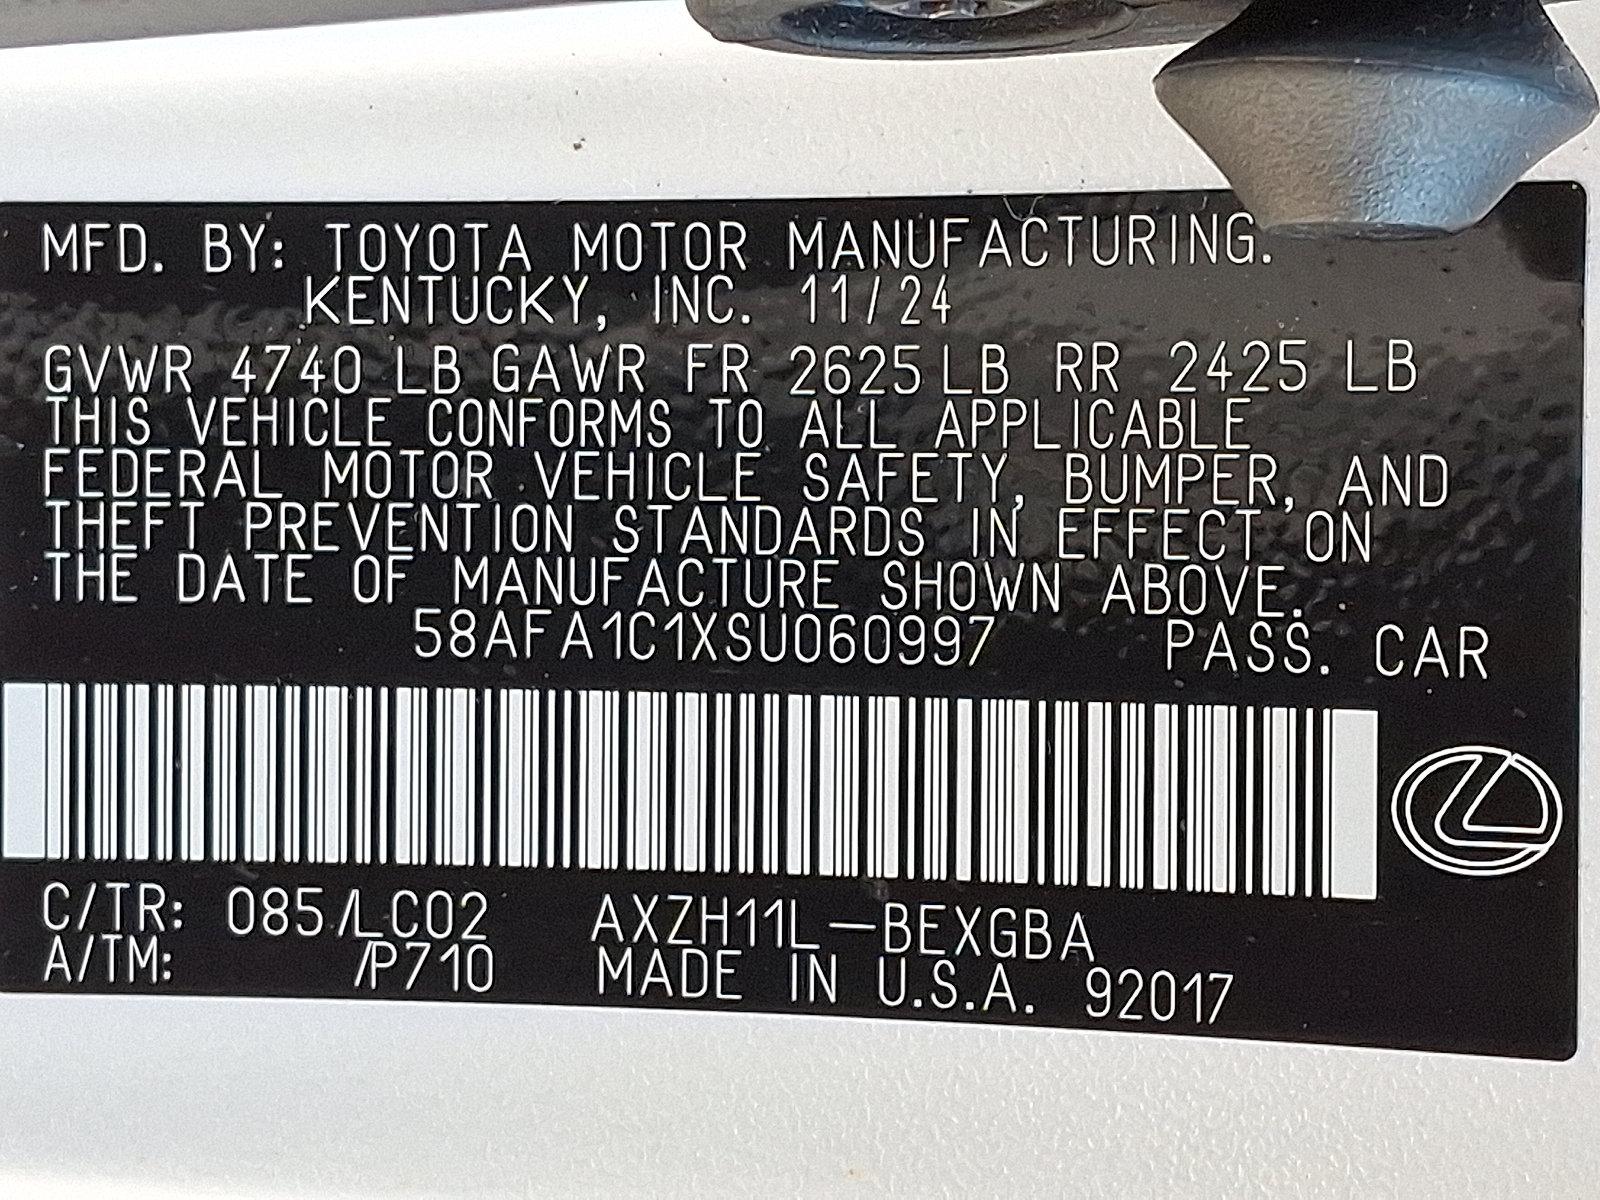 MFD. BY: TOYOTA MOTOR MANUFACTURING.
KENTUCKY, INC. 11/24
GVWR 4740 LB GAWR FR 2625 LB RR 2425 LB
THIS VEHICLE CONFORMS TO ALL APPLICABLE
FEDERAL MOTOR VEHICLE SAFETY, BUMPER, AND
THEFT PREVENTION STANDARDS IN EFFECT ON
THE DATE OF MANUFACTURE SHOWN ABOVE.
58AFA1C1XSU060997 PASS. CAR
C/TR: 085/LC02 AXZH11L-BEXGBA
A/TM: /P710 MADE IN U.S.A. 92017